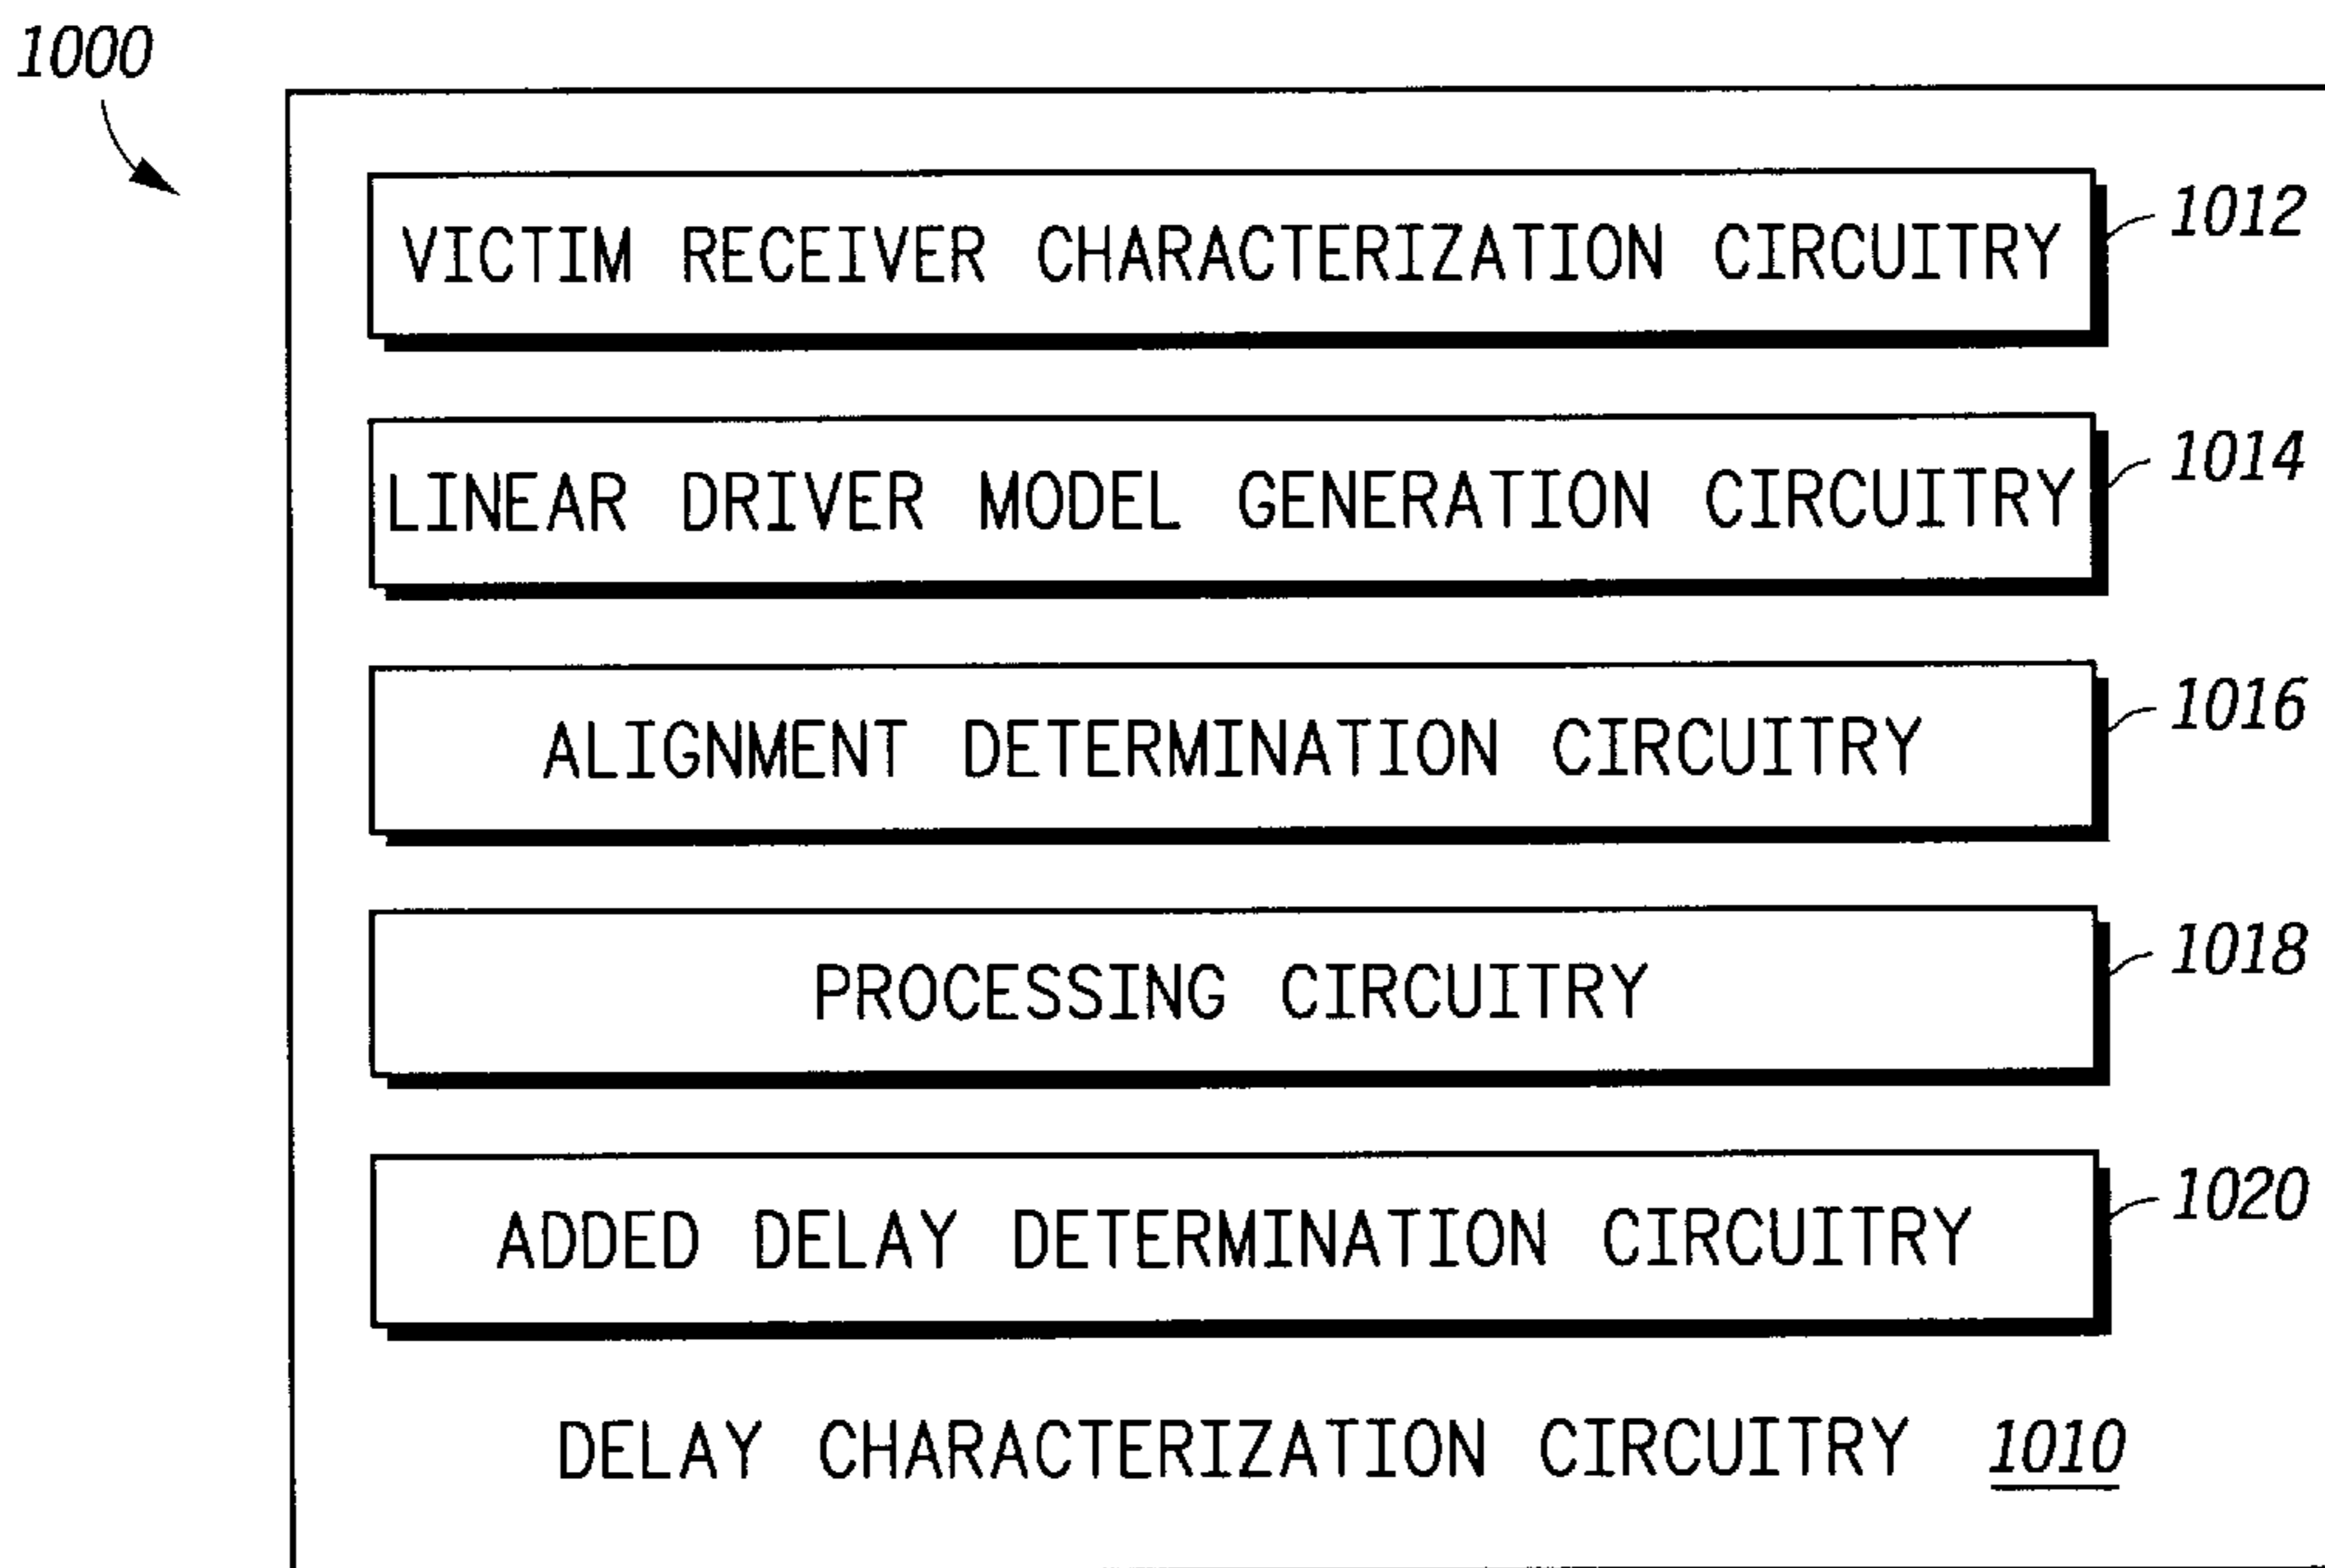 1000
VICTIM RECEIVER CHARACTERIZATION CIRCUITRY 1012
LINEAR DRIVER MODEL GENERATION CIRCUITRY 1014
ALIGNMENT DETERMINATION CIRCUITRY 1016
PROCESSING CIRCUITRY 1018
ADDED DELAY DETERMINATION CIRCUITRY 1020
DELAY CHARACTERIZATION CIRCUITRY 1010